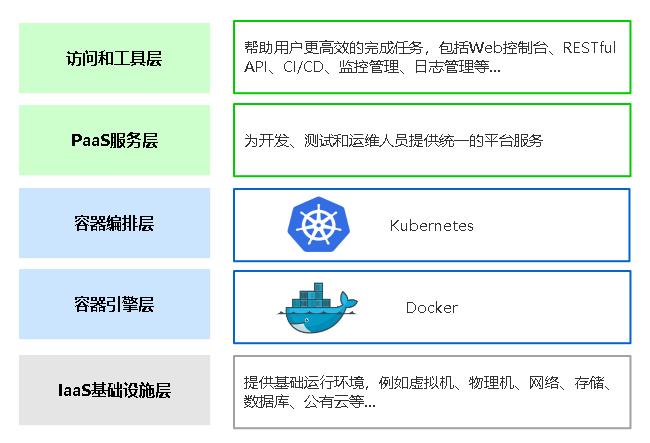 访问和工具层
帮助用户更高效的完成任务，包括Web控制台、RESTful
API、CI/CD、监控管理、日志管理等...
PaaS服务层
为开发、测试和运维人员提供统一的平台服务
容器编排层
Kubernetes
容器引擎层
Docker
IaaS基础设施层
提供基础运行环境，例如虚拟机、物理机、网络、存储、
数据库、公有云等...